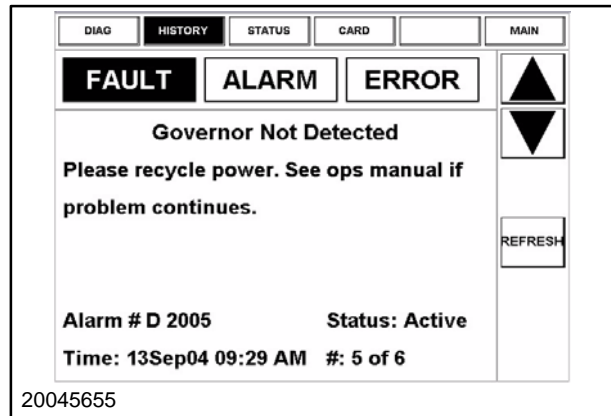 DIAG HISTORY STATUS CARD MAIN
FAULT ALARM ERROR
Governor Not Detected
Please recycle power. See ops manual if
problem continues.
REFRESH
Alarm # D 2005 Status: Active
Time: 13Sep04 09:29 AM #: 5 of 6
20045655